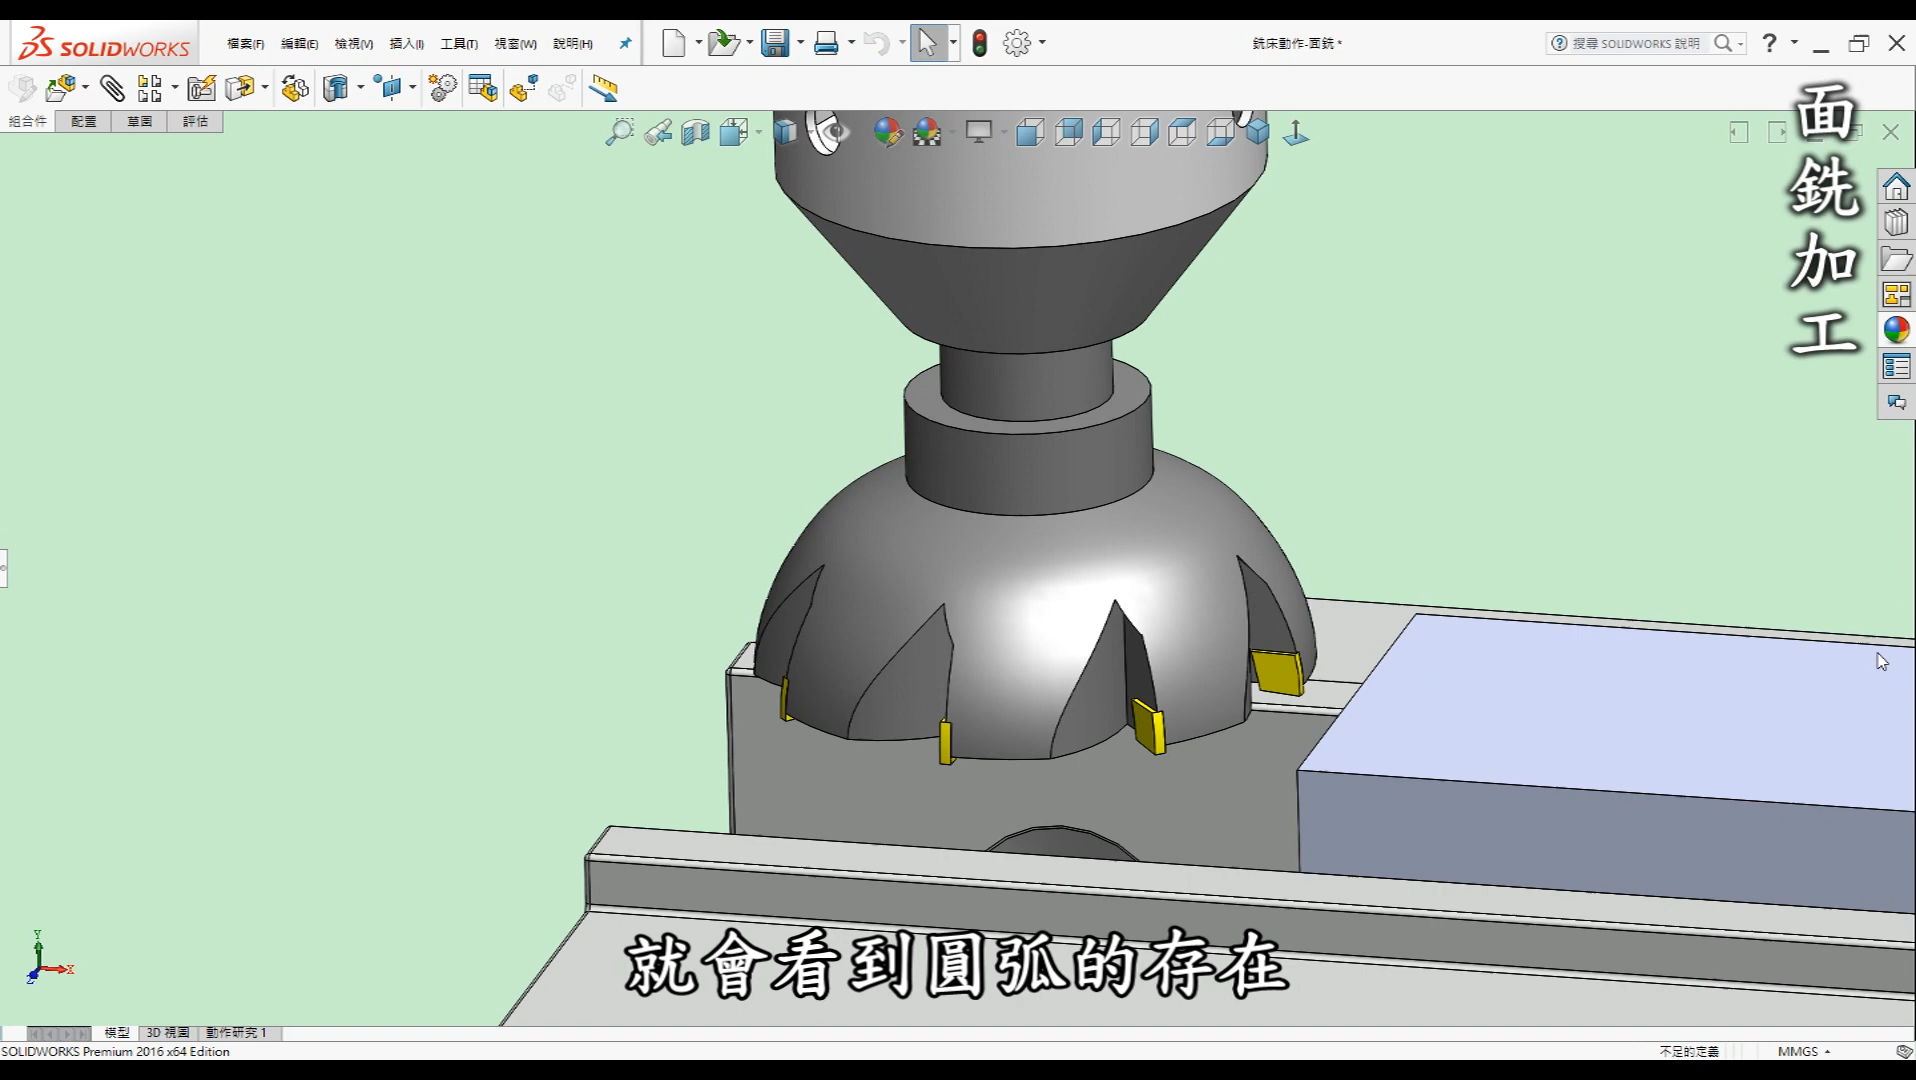 SOLIDWORKS
檔案(F) 編輯(E) 檢視(V) 插入(I) 工具(T) 視窗(W) 說明(H)
銑床動作-面銑 *
搜尋 SOLIDWORKS 說明
組合件 配置 草圖 評估
面銑加工
Y
X
Z
就會看到圓弧的存在
模型 3D 視圖 動作研究 1
SOLIDWORKS Premium 2016 x64 Edition
不足的定義 MMGS